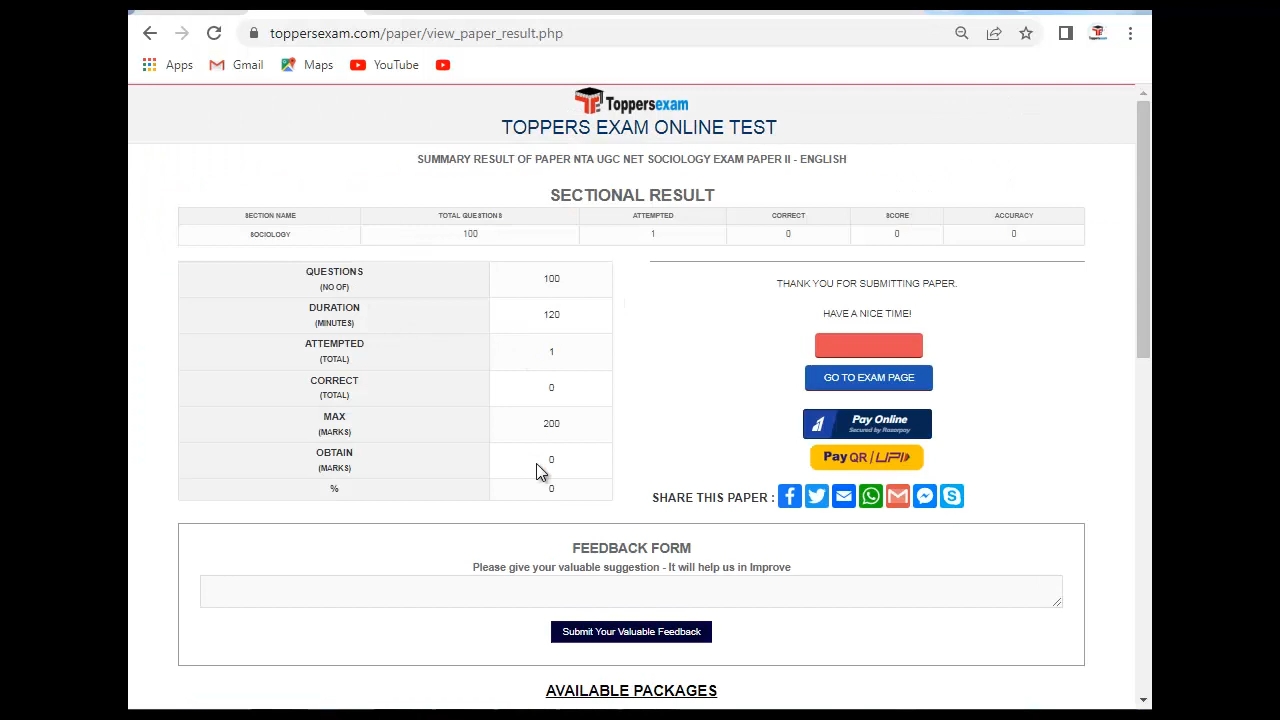 toppersexam.com/paper/view_paper_result.php
Apps Gmail Maps YouTube
Toppersexam
TOPPERS EXAM ONLINE TEST
SUMMARY RESULT OF PAPER NTA UGC NET SOCIOLOGY EXAM PAPER II - ENGLISH
SECTIONAL RESULT
SECTION NAME TOTAL QUESTIONS ATTEMPTED CORRECT SCORE ACCURACY
SOCIOLOGY 100 1 0 0 0
QUESTIONS
(NO OF) 100
DURATION
(MINUTES) 120
ATTEMPTED
(TOTAL) 1
CORRECT
(TOTAL) 0
MAX
(MARKS) 200
OBTAIN
(MARKS) 0
% 0
THANK YOU FOR SUBMITTING PAPER.
HAVE A NICE TIME!
GO TO EXAM PAGE
Pay Online
Secured by Razorpay
Pay QR / UPI
SHARE THIS PAPER :
FEEDBACK FORM
Please give your valuable suggestion - It will help us in Improve
Submit Your Valuable Feedback
AVAILABLE PACKAGES